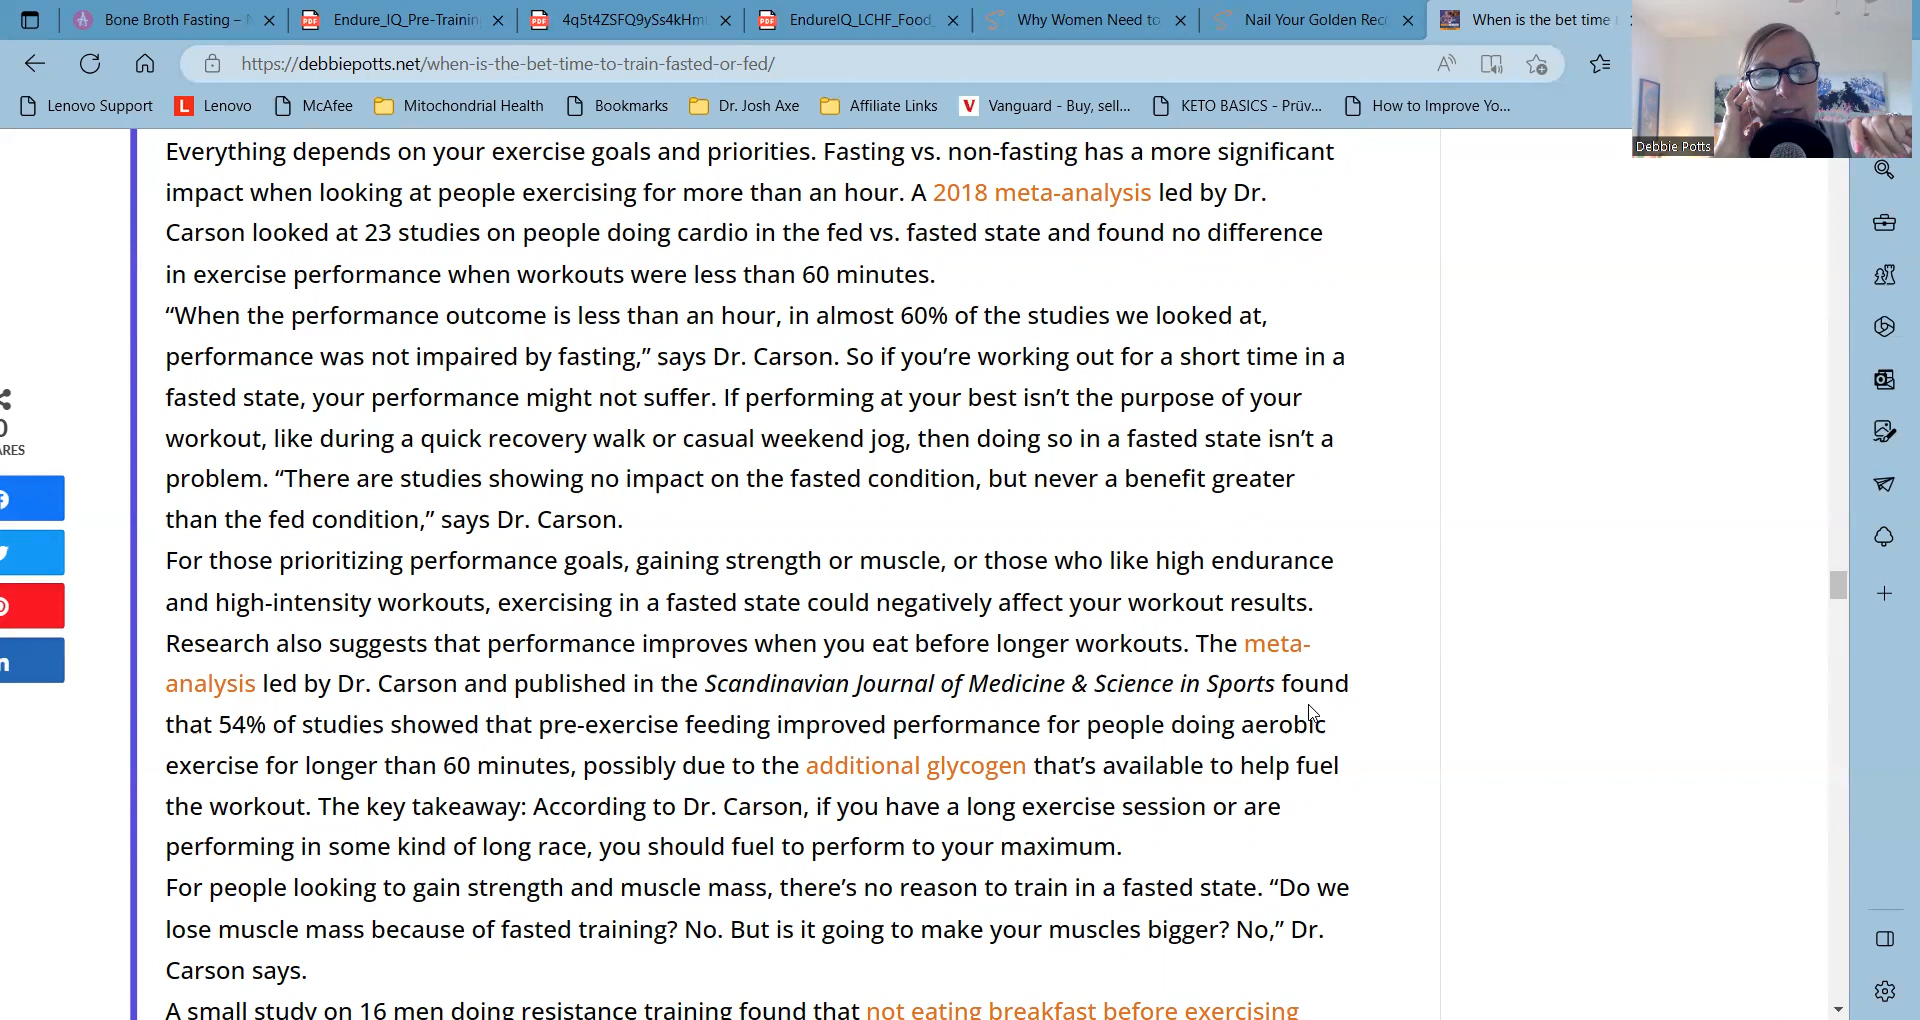 Bone Broth Fasting – N
Endure_IQ_Pre-Trainin
4q5t4ZSFQ9ySs4kHm
EndureIQ_LCHF_Food_
Why Women Need to
Nail Your Golden Rec
When is the bet time
https://debbiepotts.net/when-is-the-bet-time-to-train-fasted-or-fed/
Lenovo Support
L Lenovo
McAfee
Mitochondrial Health
Bookmarks
Dr. Josh Axe
Affiliate Links
V Vanguard - Buy, sell...
KETO BASICS - Prüv...
How to Improve Yo...
Debbie Potts
Everything depends on your exercise goals and priorities. Fasting vs. non-fasting has a more significant
impact when looking at people exercising for more than an hour. A 2018 meta-analysis led by Dr.
Carson looked at 23 studies on people doing cardio in the fed vs. fasted state and found no difference
in exercise performance when workouts were less than 60 minutes.
“When the performance outcome is less than an hour, in almost 60% of the studies we looked at,
performance was not impaired by fasting,” says Dr. Carson. So if you’re working out for a short time in a
fasted state, your performance might not suffer. If performing at your best isn’t the purpose of your
workout, like during a quick recovery walk or casual weekend jog, then doing so in a fasted state isn’t a
problem. “There are studies showing no impact on the fasted condition, but never a benefit greater
than the fed condition,” says Dr. Carson.
For those prioritizing performance goals, gaining strength or muscle, or those who like high endurance
and high-intensity workouts, exercising in a fasted state could negatively affect your workout results.
Research also suggests that performance improves when you eat before longer workouts. The meta-
analysis led by Dr. Carson and published in the Scandinavian Journal of Medicine & Science in Sports found
that 54% of studies showed that pre-exercise feeding improved performance for people doing aerobic
exercise for longer than 60 minutes, possibly due to the additional glycogen that’s available to help fuel
the workout. The key takeaway: According to Dr. Carson, if you have a long exercise session or are
performing in some kind of long race, you should fuel to perform to your maximum.
For people looking to gain strength and muscle mass, there’s no reason to train in a fasted state. “Do we
lose muscle mass because of fasted training? No. But is it going to make your muscles bigger? No,” Dr.
Carson says.
A small study on 16 men doing resistance training found that not eating breakfast before exercising
0
ARES